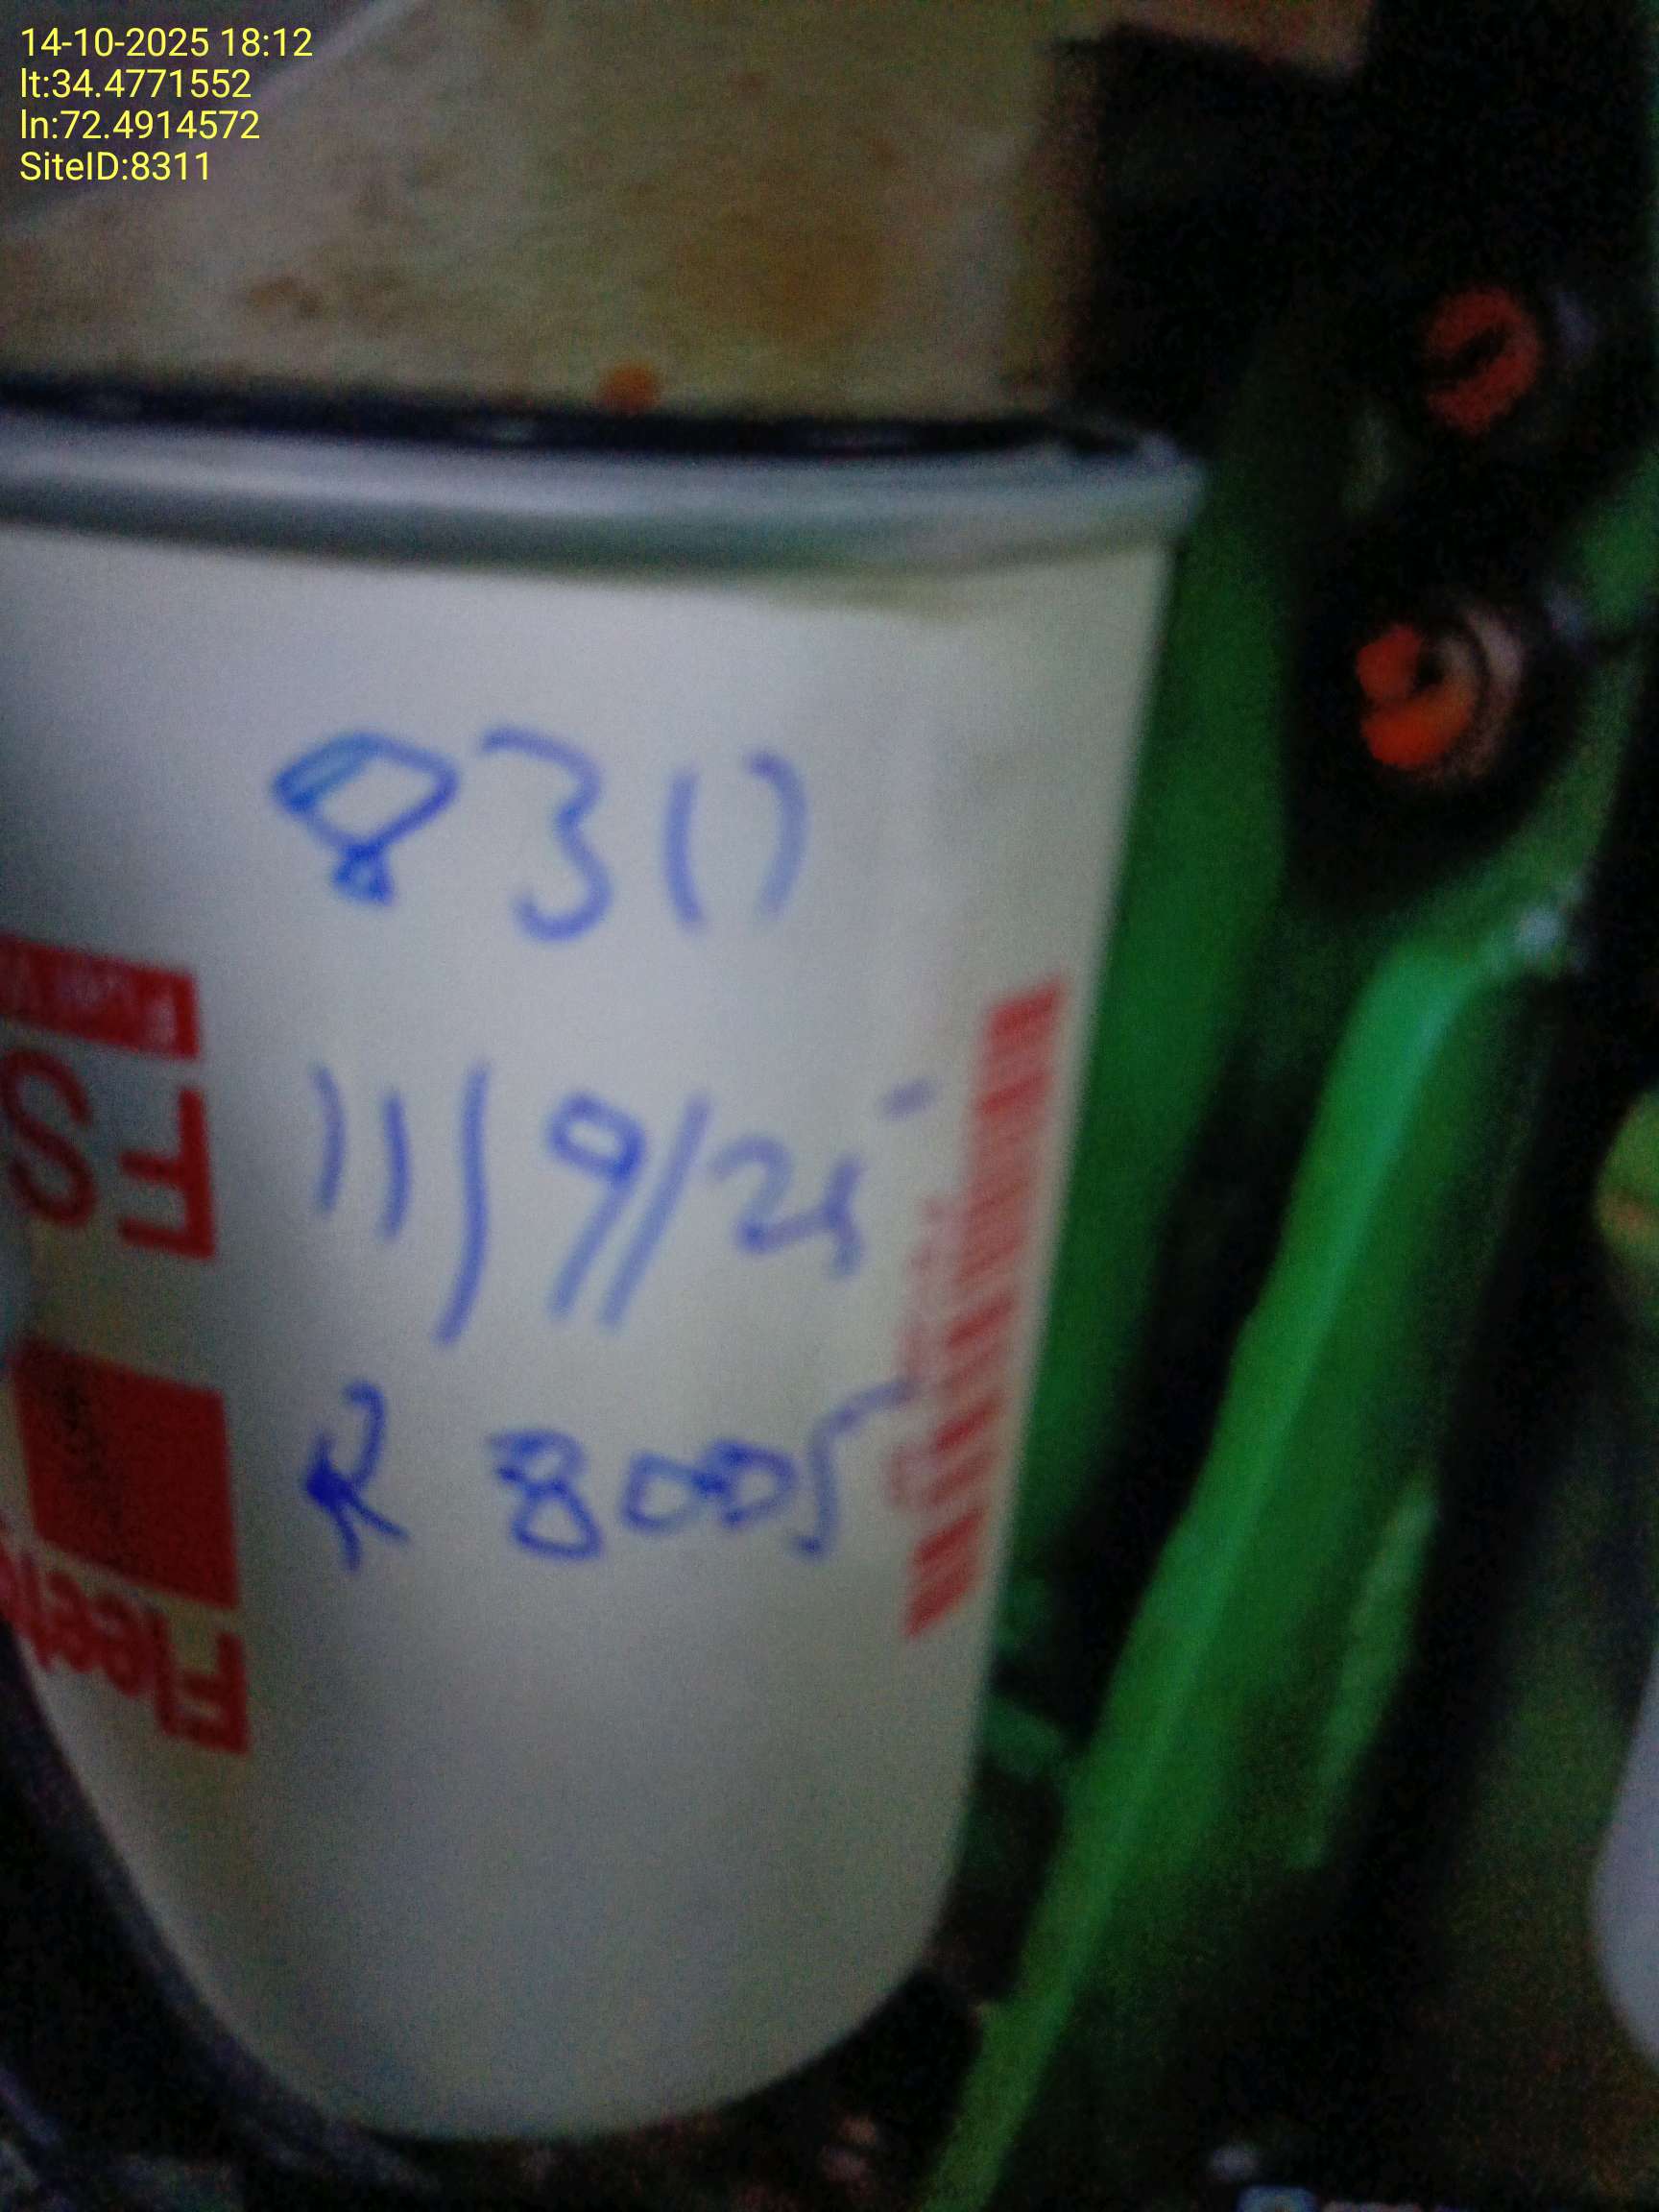 14-10-2025 18:12
lt:34.4771552
ln:72.4914572
SiteID:8311
8311
11/9/25
R 8005
FS